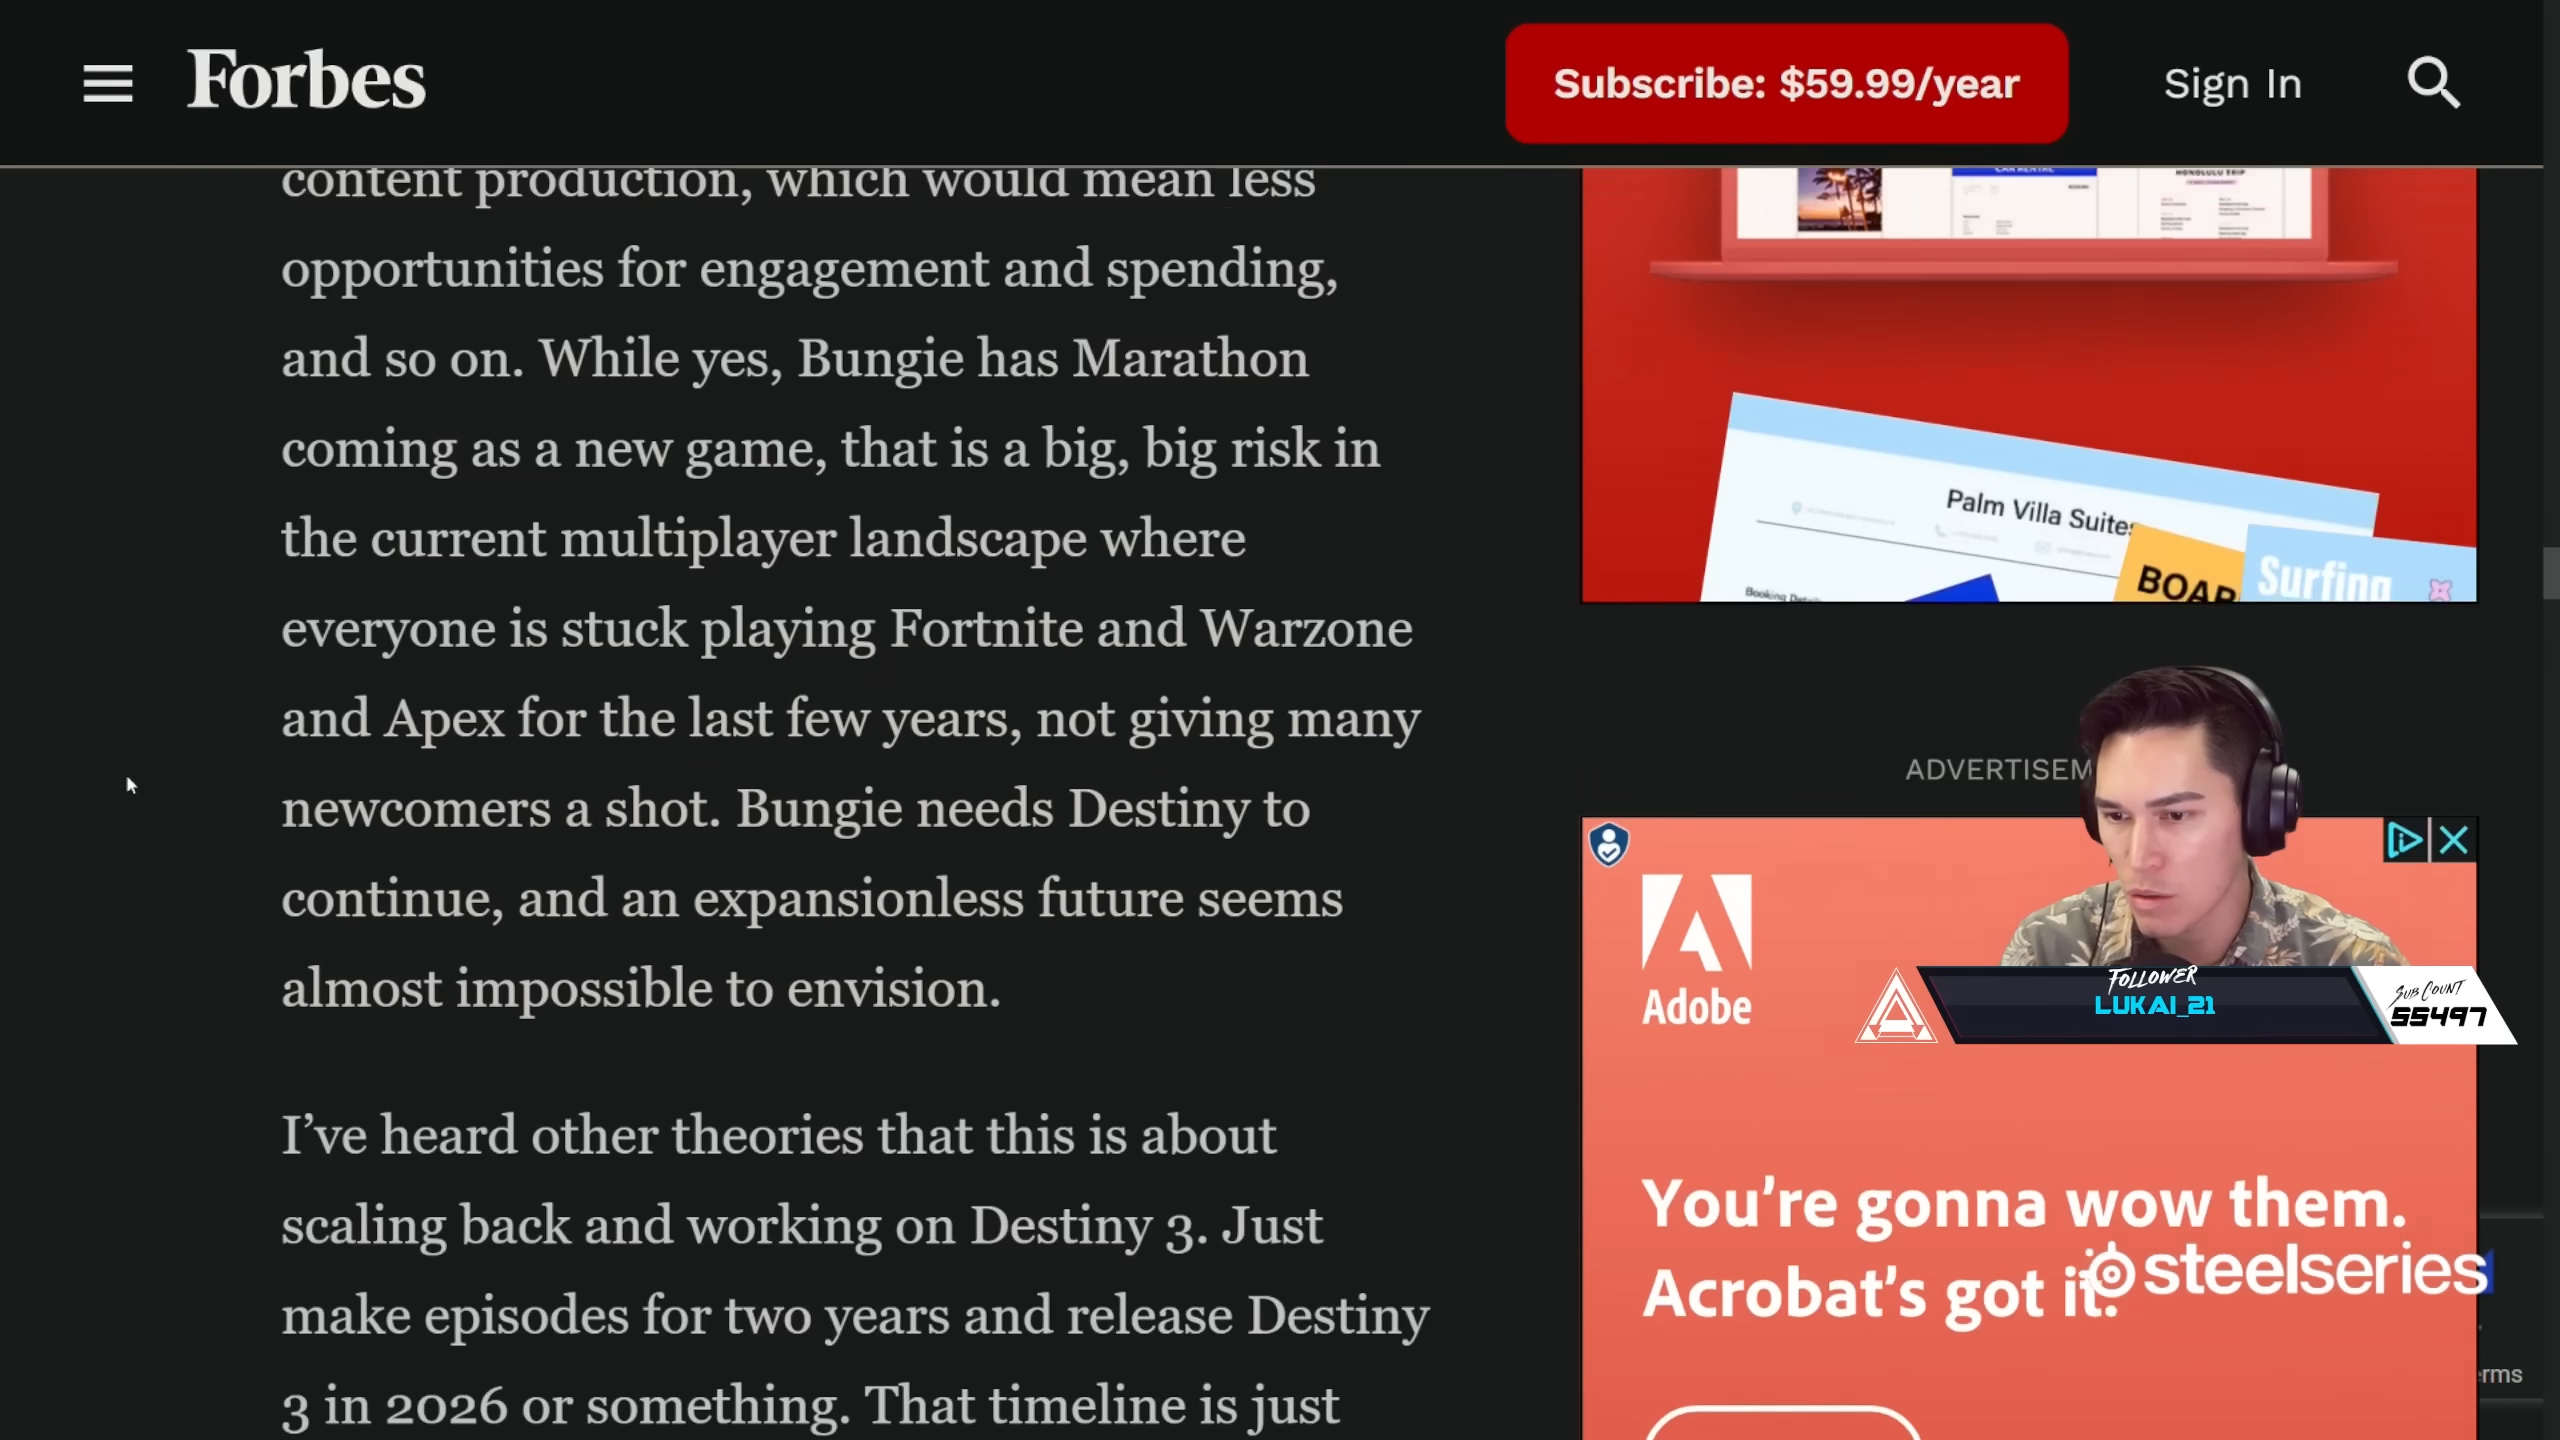 Forbes
Subscribe: $59.99/year
Sign In
content production, which would mean less
opportunities for engagement and spending,
and so on. While yes, Bungie has Marathon
coming as a new game, that is a big, big risk in
the current multiplayer landscape where
everyone is stuck playing Fortnite and Warzone
and Apex for the last few years, not giving many
newcomers a shot. Bungie needs Destiny to
continue, and an expansionless future seems
almost impossible to envision.
I’ve heard other theories that this is about
scaling back and working on Destiny 3. Just
make episodes for two years and release Destiny
3 in 2026 or something. That timeline is just
HONOLULU TRIP
Palm Villa Suites
BOAR
Surfing
ADVERTISEM
Adobe
FOLLOWER
LUKAI_21
SUB COUNT
55497
You’re gonna wow them.
Acrobat’s got it.
steelseries
erms